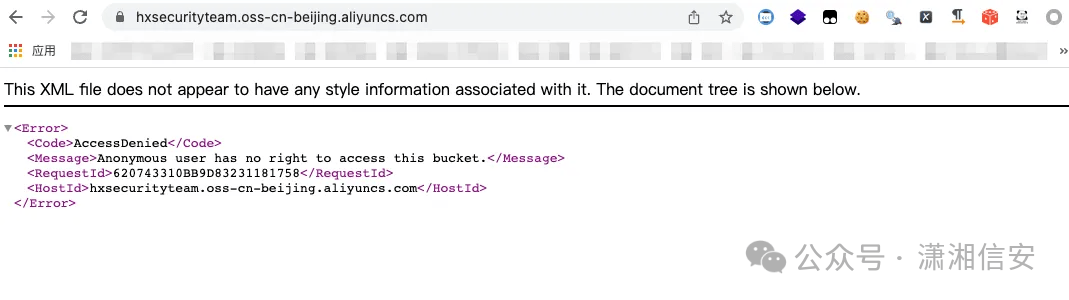 hxsecurityteam.oss-cn-beijing.aliyuncs.com
应用
»
This XML file does not appear to have any style information associated with it. The document tree is shown below.
▼<Error>
<Code>AccessDenied</Code>
<Message>Anonymous user has no right to access this bucket.</Message>
<RequestId>620743310BB9D83231181758</RequestId>
<HostId>hxsecurityteam.oss-cn-beijing.aliyuncs.com</HostId>
</Error>
公众号 · 潇湘信安